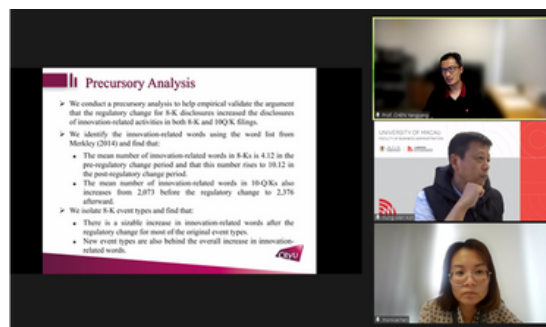 Precursory Analysis
We conduct a precursory analysis to help empirical validate the argument
that the regulatory change for 8-K disclosures increased the disclosures
of innovation-related activities in both 8-K and 10Q/K filings.
We identify the innovation-related words using the word list from
Merkley (2014) and find that:
The mean number of innovation-related words in 8-Ks is 4.12 in the
pre-regulatory change period and that this number rises to 10.12 in
the post-regulatory change period.
The mean number of innovation-related words in 10-Q/Ks also
increases from 2,073 before the regulatory change to 2,376
afterward.
We isolate 8-K event types and find that:
There is a sizable increase in innovation-related words after the
regulatory change for most of the original event types.
New event types are also behind the overall increase in innovation-
related words.
Prof. CHEN Yangyang
UNIVERSITY OF MACAU
FACULTY OF BUSINESS ADMINISTRATION